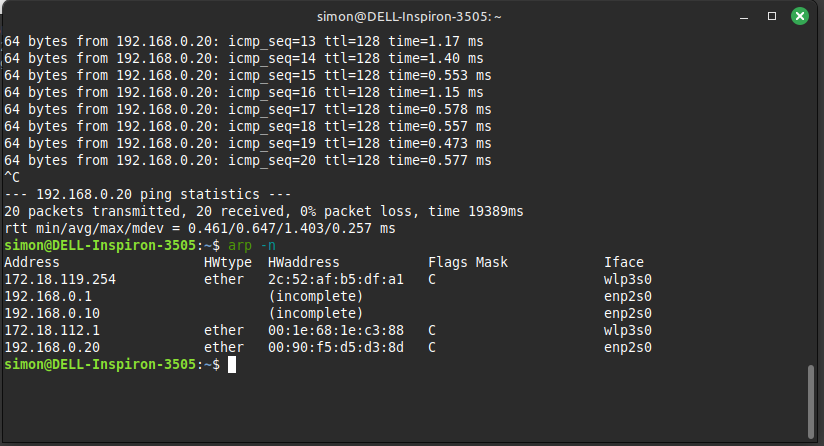 simon@DELL-Inspiron-3505: ~
64 bytes from 192.168.0.20: icmp_seq=13 ttl=128 time=1.17 ms
64 bytes from 192.168.0.20: icmp_seq=14 ttl=128 time=1.40 ms
64 bytes from 192.168.0.20: icmp_seq=15 ttl=128 time=0.553 ms
64 bytes from 192.168.0.20: icmp_seq=16 ttl=128 time=1.15 ms
64 bytes from 192.168.0.20: icmp_seq=17 ttl=128 time=0.578 ms
64 bytes from 192.168.0.20: icmp_seq=18 ttl=128 time=0.557 ms
64 bytes from 192.168.0.20: icmp_seq=19 ttl=128 time=0.473 ms
64 bytes from 192.168.0.20: icmp_seq=20 ttl=128 time=0.577 ms
^C
--- 192.168.0.20 ping statistics ---
20 packets transmitted, 20 received, 0% packet loss, time 19389ms
rtt min/avg/max/mdev = 0.461/0.647/1.403/0.257 ms
simon@DELL-Inspiron-3505:~$ arp -n
Address                  HWtype  HWaddress           Flags Mask            Iface
172.18.119.254           ether   2c:52:af:b5:df:a1   C                     wlp3s0
192.168.0.1                      (incomplete)                              enp2s0
192.168.0.10                     (incomplete)                              enp2s0
172.18.112.1             ether   00:1e:68:1e:c3:88   C                     wlp3s0
192.168.0.20             ether   00:90:f5:d5:d3:8d   C                     enp2s0
simon@DELL-Inspiron-3505:~$